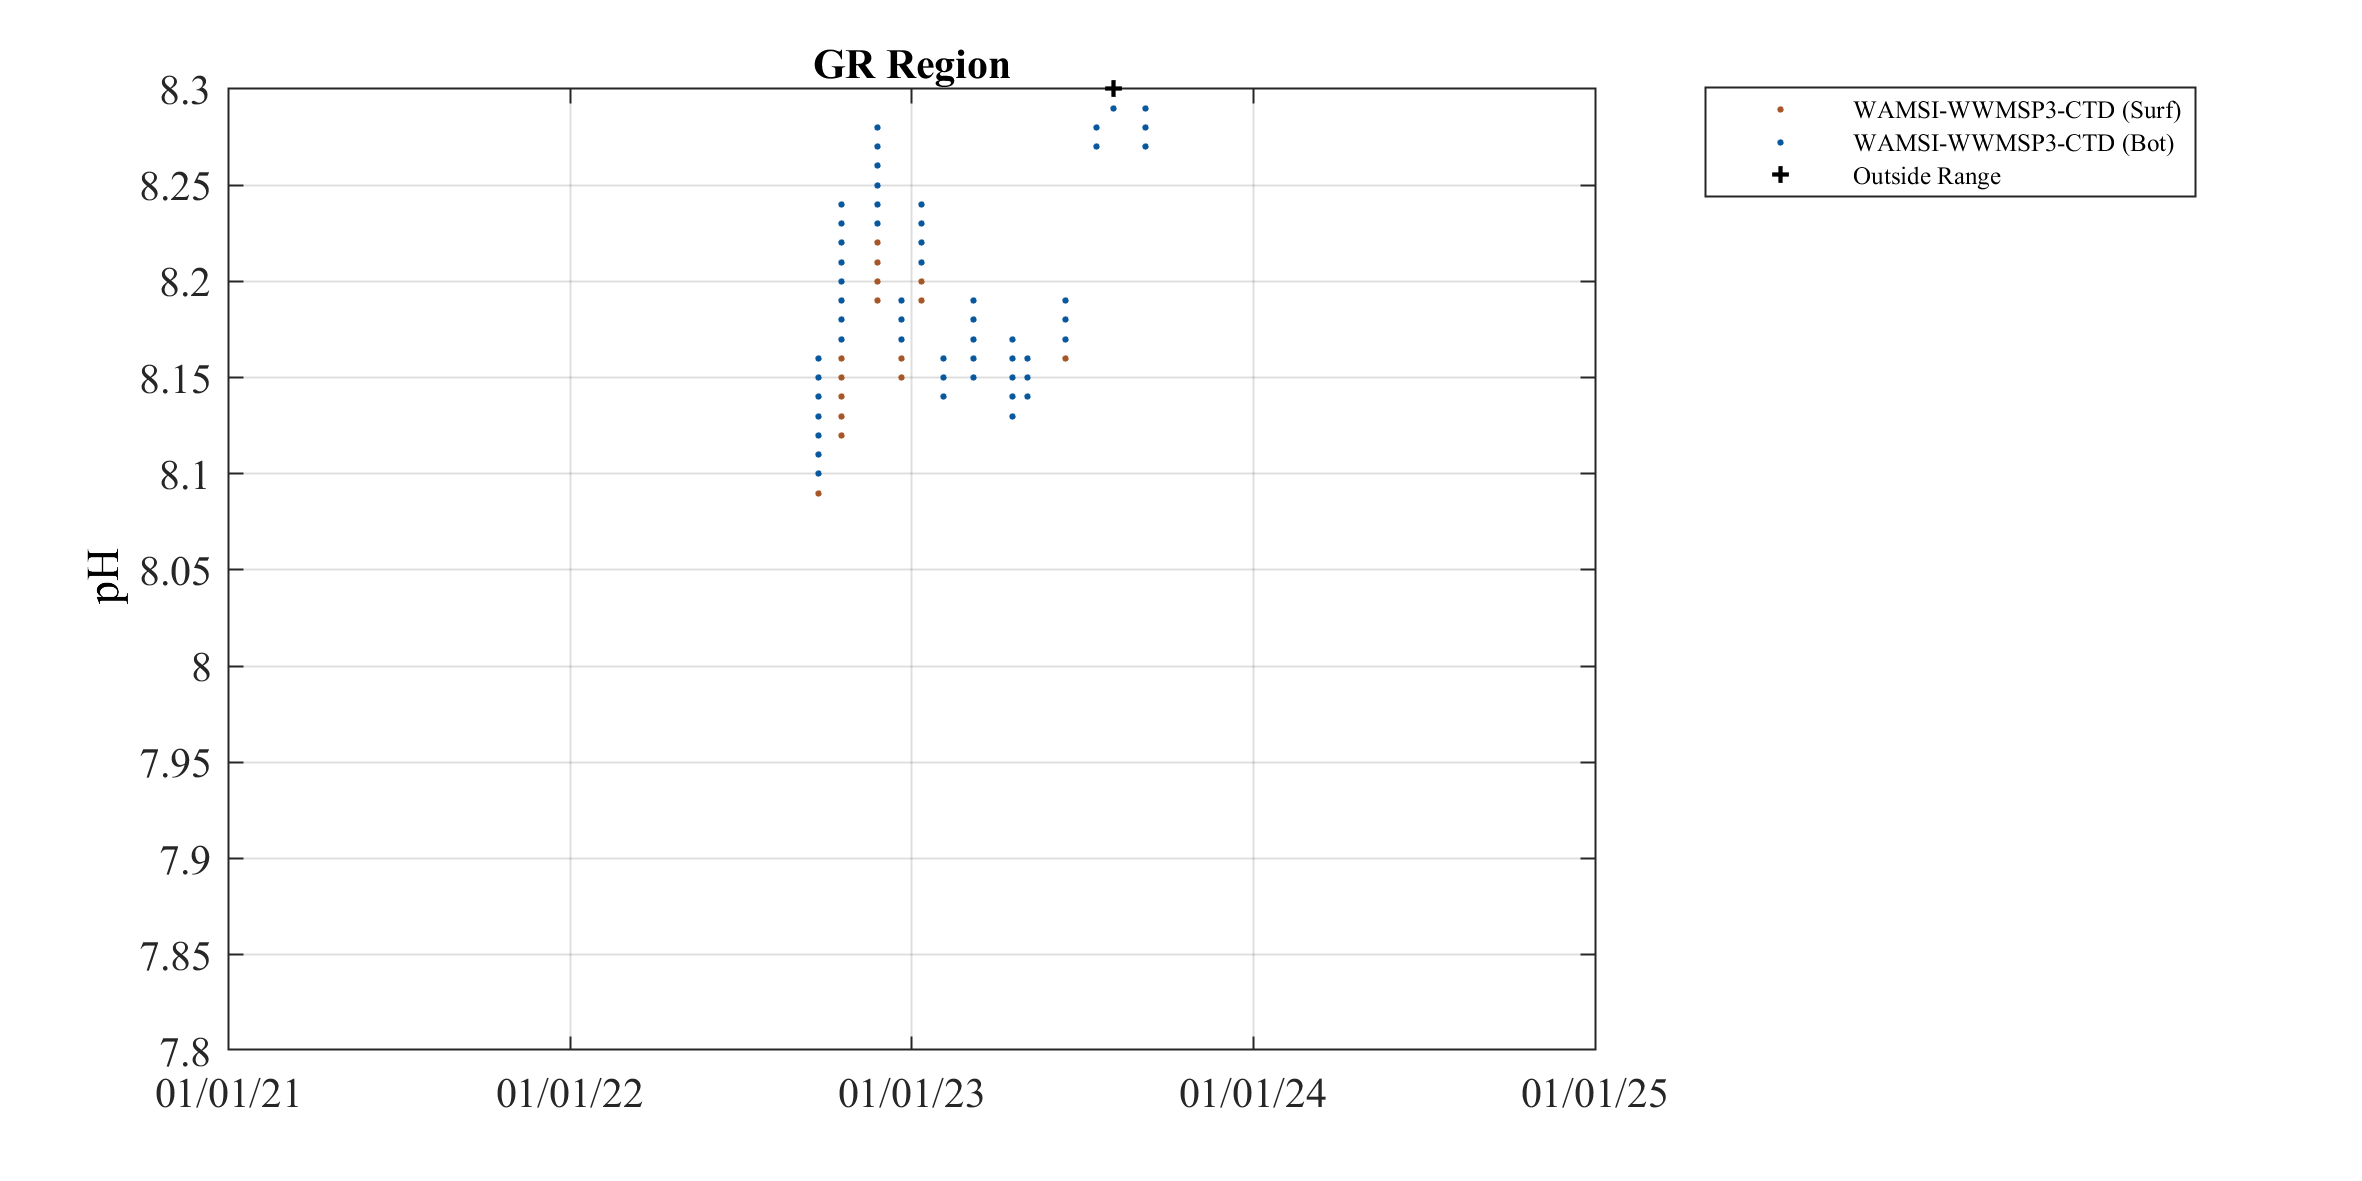 GR Region
8.3
8.25
8.2
8.15
8.1
8.05
8
7.95
7.9
7.85
7.8
pH
01/01/21 01/01/22 01/01/23 01/01/24 01/01/25
WAMSI-WWMSP3-CTD (Surf)
WAMSI-WWMSP3-CTD (Bot)
Outside Range